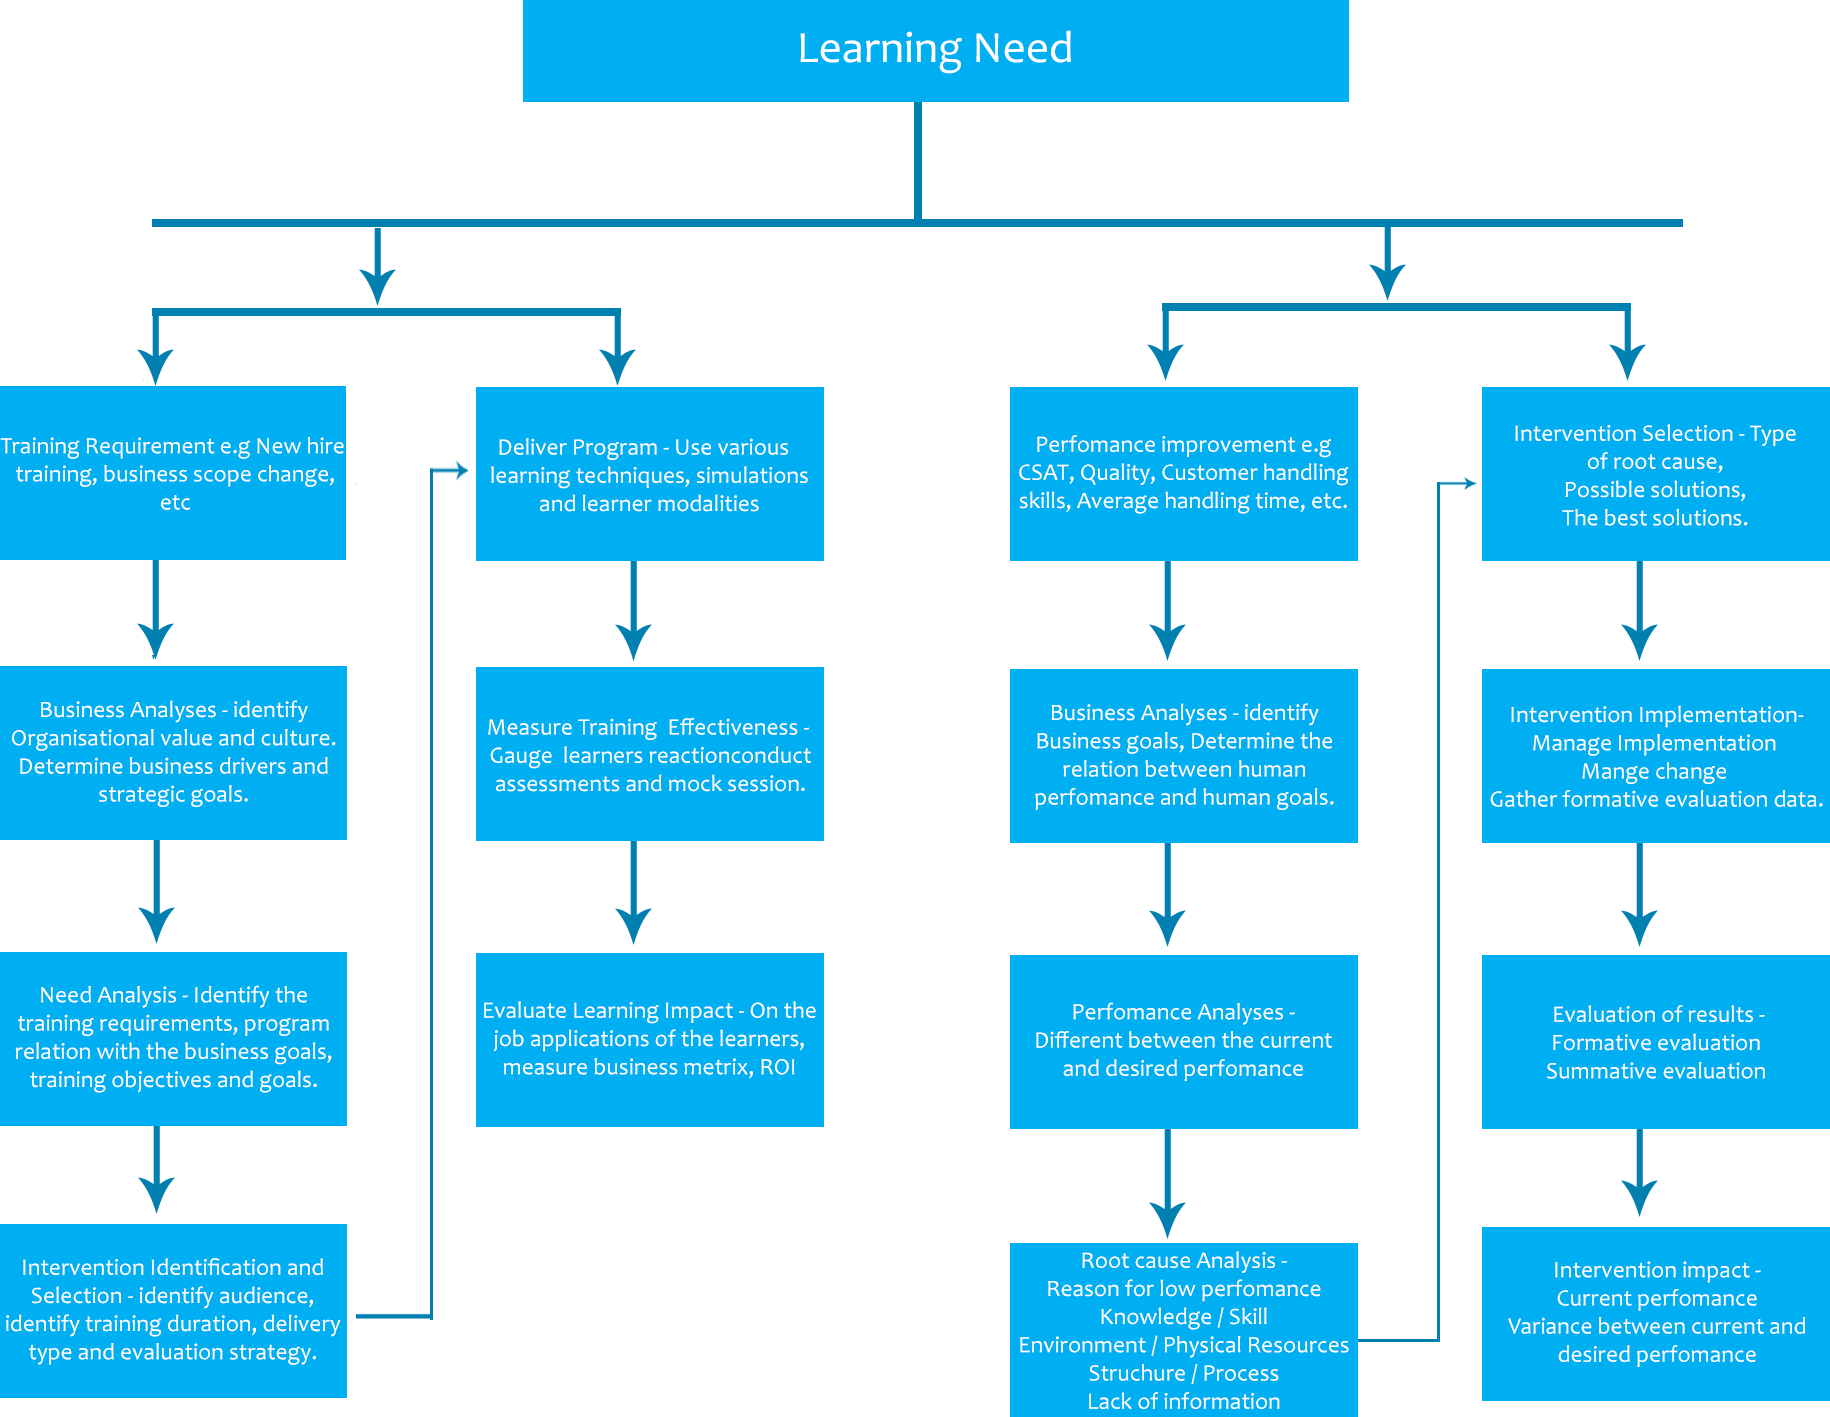 Learning Need
Training Requirement e.g New hire
training, business scope change,
etc
Business Analyses - identify
Organisational value and culture.
Determine business drivers and
strategic goals.
Need Analysis - Identify the
training requirements, program
relation with the business goals,
training objectives and goals.
Intervention Identification and
Selection - identify audience,
identify training duration, delivery
type and evaluation strategy.
Deliver Program - Use various
learning techniques, simulations
and learner modalities
Measure Training Effectiveness -
Gauge learners reactionconduct
assessments and mock session.
Evaluate Learning Impact - On the
job applications of the learners,
measure business metrix, ROI
Perfomance improvement e.g
CSAT, Quality, Customer handling
skills, Average handling time, etc.
Business Analyses - identify
Business goals, Determine the
relation between human
perfomance and human goals.
Perfomance Analyses -
Different between the current
and desired perfomance
Root cause Analysis -
Reason for low perfomance
Knowledge / Skill
Environment / Physical Resources
Struchure / Process
Lack of information
Intervention Selection - Type
of root cause,
Possible solutions,
The best solutions.
Intervention Implementation-
Manage Implementation
Mange change
Gather formative evaluation data.
Evaluation of results -
Formative evaluation
Summative evaluation
Intervention impact -
Current perfomance
Variance between current and
desired perfomance